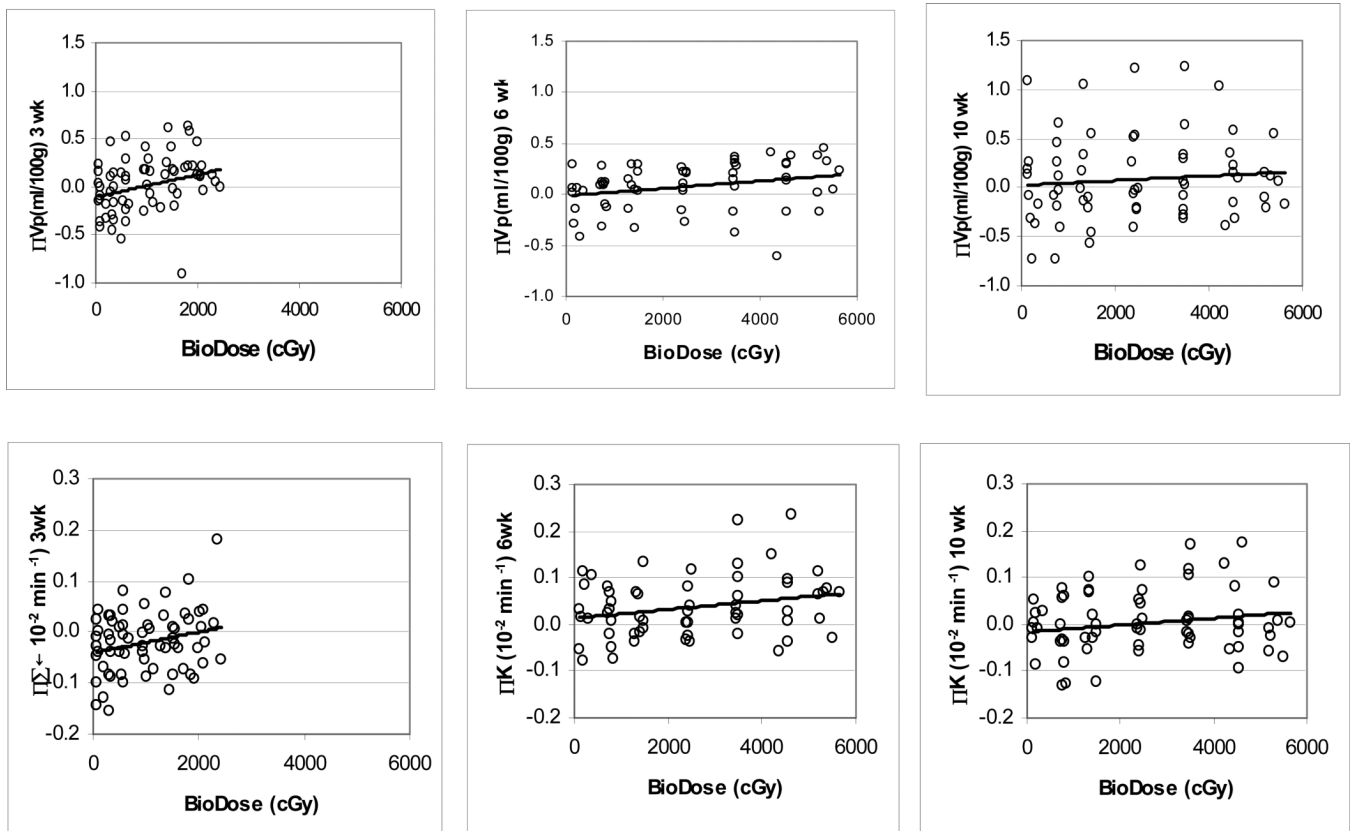 ΠVp(ml/100g) 3 wk
1.5
1.0
0.5
0.0
-0.5
-1.0
0 2000 4000 6000
BioDose (cGy)
ΠVp(ml/100g) 6 wk
1.5
1.0
0.5
0.0
-0.5
-1.0
0 2000 4000 6000
BioDose (cGy)
ΠVp(ml/100g) 10 wk
1.5
1.0
0.5
0.0
-0.5
-1.0
0 2000 4000 6000
BioDose (cGy)
ΠΣ← 10⁻² min ⁻¹) 3wk
0.3
0.2
0.1
0.0
-0.1
-0.2
0 2000 4000 6000
BioDose (cGy)
ΠK (10⁻² min ⁻¹) 6wk
0.3
0.2
0.1
0.0
-0.1
-0.2
0 2000 4000 6000
BioDose (cGy)
ΠK (10⁻² min ⁻¹) 10 wk
0.3
0.2
0.1
0.0
-0.1
-0.2
0 2000 4000 6000
BioDose (cGy)